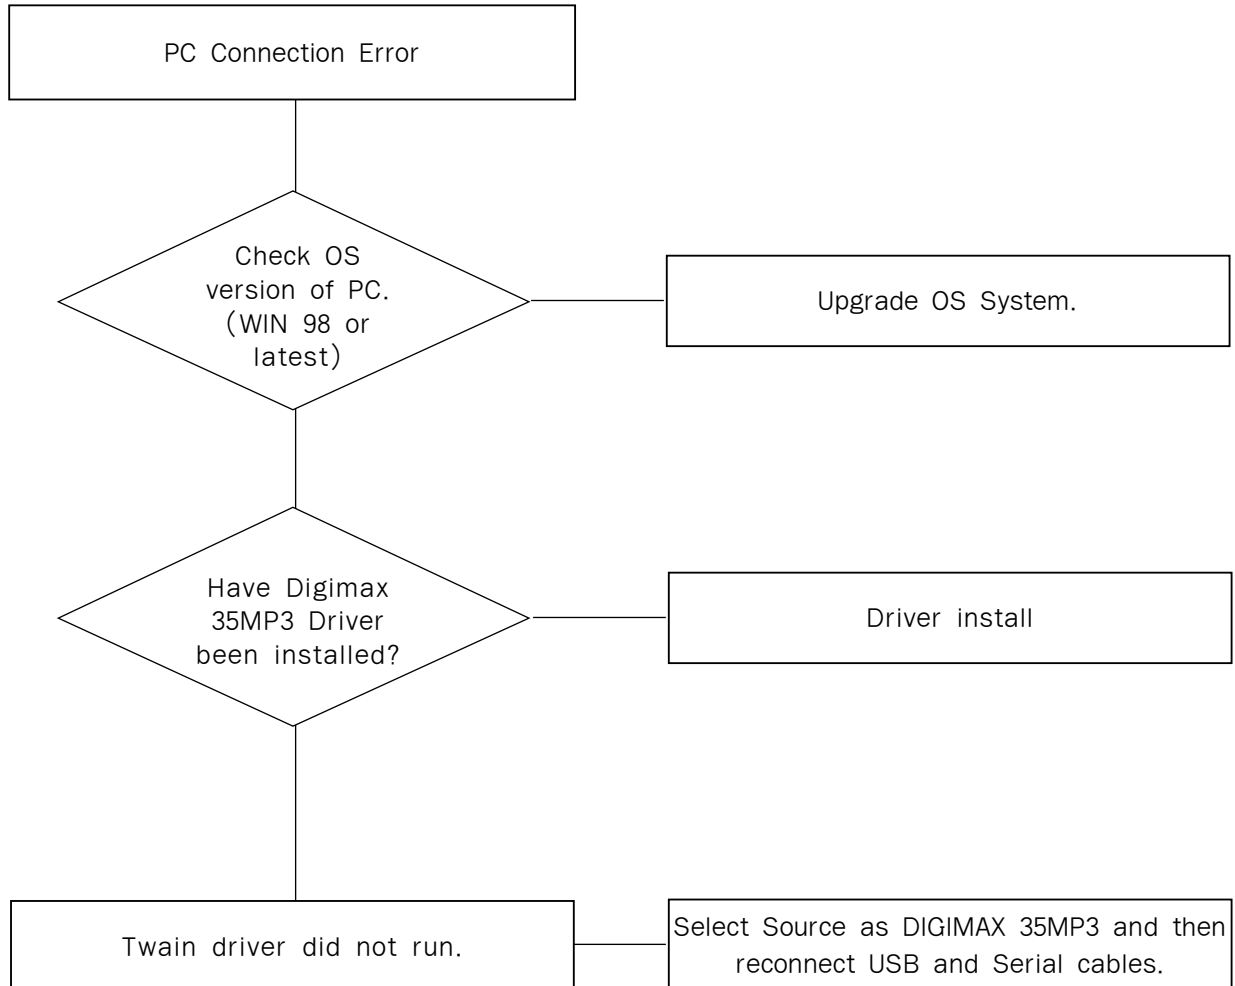 PC Connection Error
Check OS
version of PC.
(WIN 98 or
latest)
Upgrade OS System.
Have Digimax
35MP3 Driver
been installed?
Driver install
Twain driver did not run.
Select Source as DIGIMAX 35MP3 and then
reconnect USB and Serial cables.